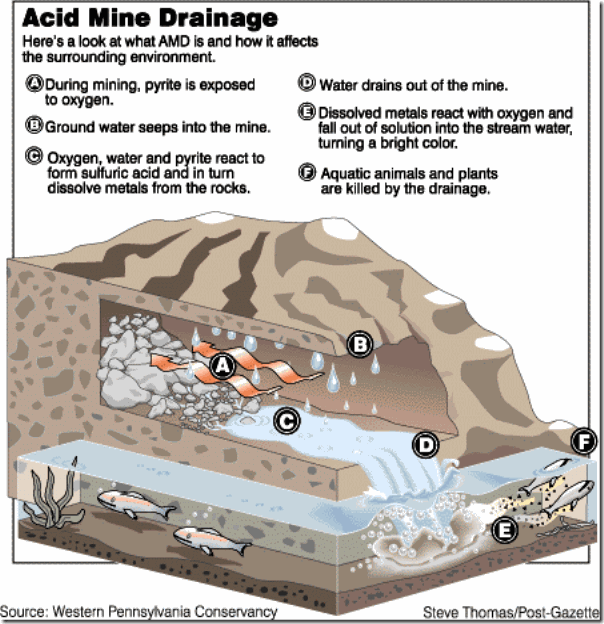 Acid Mine Drainage
Here's a look at what AMD is and how it affects
the surrounding environment.
A During mining, pyrite is exposed
to oxygen.
B Ground water seeps into the mine.
C Oxygen, water and pyrite react to
form sulfuric acid and in turn
dissolve metals from the rocks.
D Water drains out of the mine.
E Dissolved metals react with oxygen and
fall out of solution into the stream water,
turning a bright color.
F Aquatic animals and plants
are killed by the drainage.
B
A
C
D
F
E
Source: Western Pennsylvania Conservancy
Steve Thomas/Post-Gazette